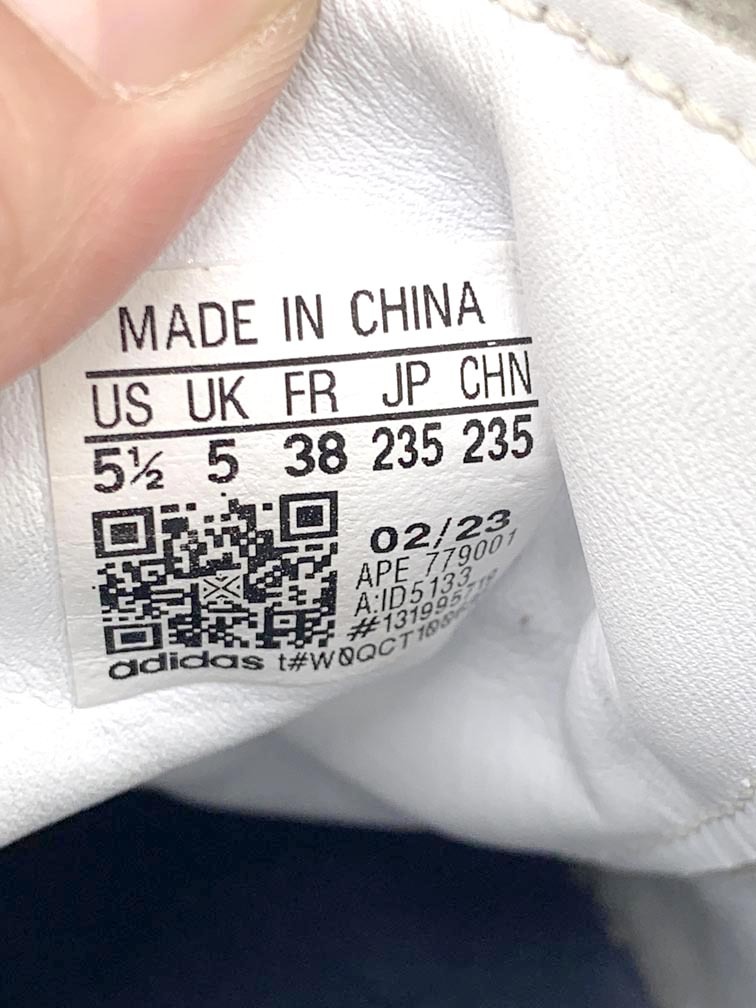 MADE IN CHINA
US UK FR JP CHN
5½ 5 38 235 235
02/23
APE 779001
A:ID5133
adidas